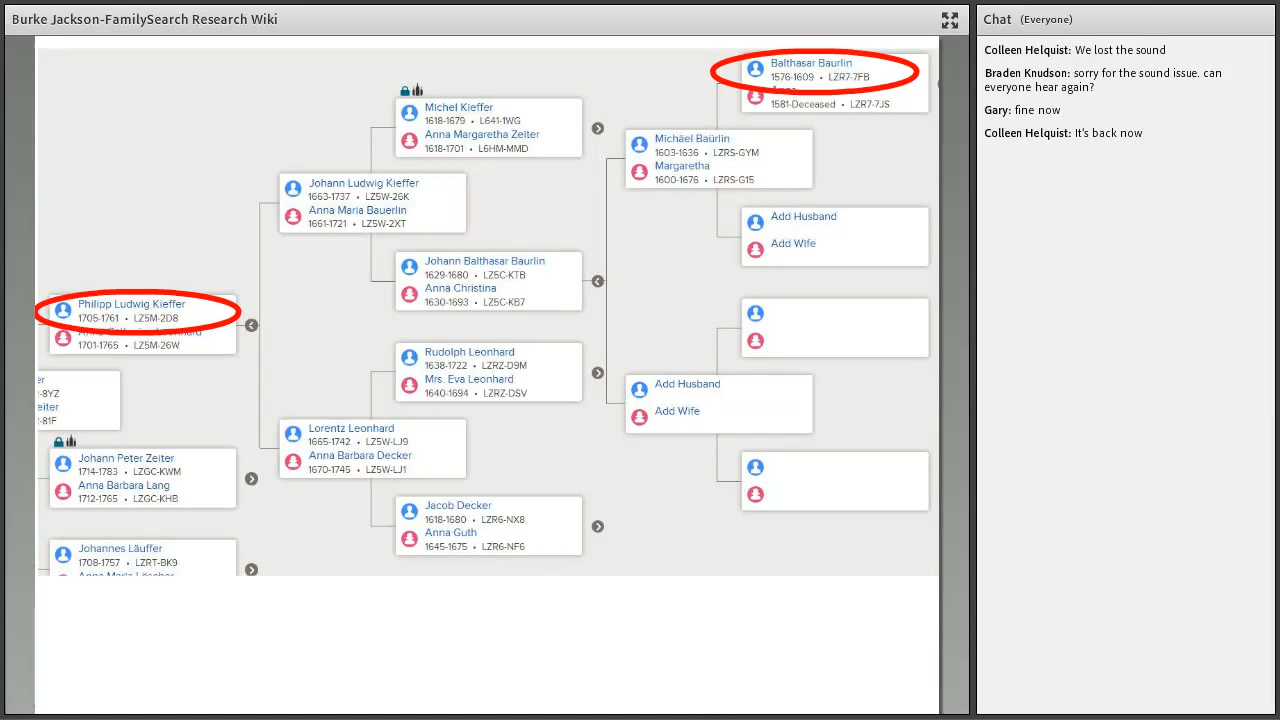 Burke Jackson-FamilySearch Research Wiki
Balthasar Baurlin
1576-1609 • LZR7-7FB
1581-Deceased • LZR7-7JS
Michel Kieffer
1618-1679 • L641-1WG
Anna Margaretha Zeiter
1618-1701 • L6HM-MMD
Michäel Baürlin
1603-1636 • LZRS-GYM
Margaretha
1600-1676 • LZRS-G15
Johann Ludwig Kieffer
1663-1737 • LZ5W-26K
Anna Maria Bauerlin
1661-1721 • LZ5W-2XT
Add Husband
Add Wife
Johann Balthasar Baurlin
1629-1680 • LZ5C-KTB
Anna Christina
1630-1693 • LZ5C-KB7
Philipp Ludwig Kieffer
1705-1761 • LZ5M-2D8
1701-1765 • LZ5M-26W
Rudolph Leonhard
1638-1722 • LZRZ-D9M
Mrs. Eva Leonhard
1640-1694 • LZRZ-DSV
er
-8YZ
eiter
-81F
Add Husband
Add Wife
Lorentz Leonhard
1665-1742 • LZ5W-LJ9
Anna Barbara Decker
1670-1745 • LZ5W-LJ1
Johann Peter Zeiter
1714-1783 • LZGC-KWM
Anna Barbara Lang
1712-1765 • LZGC-KHB
Jacob Decker
1618-1680 • LZR6-NX8
Anna Guth
1645-1675 • LZR6-NF6
Johannes Läuffer
1708-1757 • LZRT-BK9
Chat (Everyone)
Colleen Helquist: We lost the sound
Braden Knudson: sorry for the sound issue. can
everyone hear again?
Gary: fine now
Colleen Helquist: It's back now